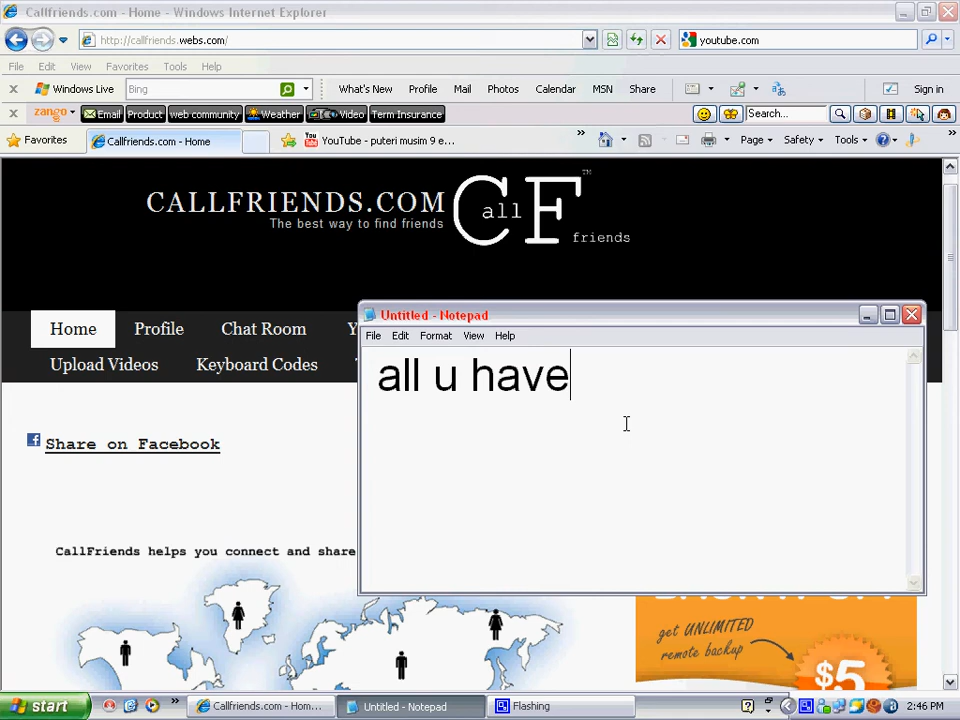 Callfriends.com - Home - Windows Internet Explorer
http://callfriends.webs.com/
youtube.com
File Edit View Favorites Tools Help
Windows Live Bing What's New Profile Mail Photos Calendar MSN Share Sign in
zango Email Product web community Weather Video Term Insurance Search...
Favorites Callfriends.com - Home YouTube - puteri musim 9 e... Page Safety Tools
CALLFRIENDS.COM
The best way to find friends
Call Friends
TM
Home Profile Chat Room Y
Upload Videos Keyboard Codes
Untitled - Notepad
File Edit Format View Help
all u have
Share on Facebook
CallFriends helps you connect and share
get UNLIMITED
remote backup
$5
start Callfriends.com - Hom... Untitled - Notepad Flashing 2:46 PM